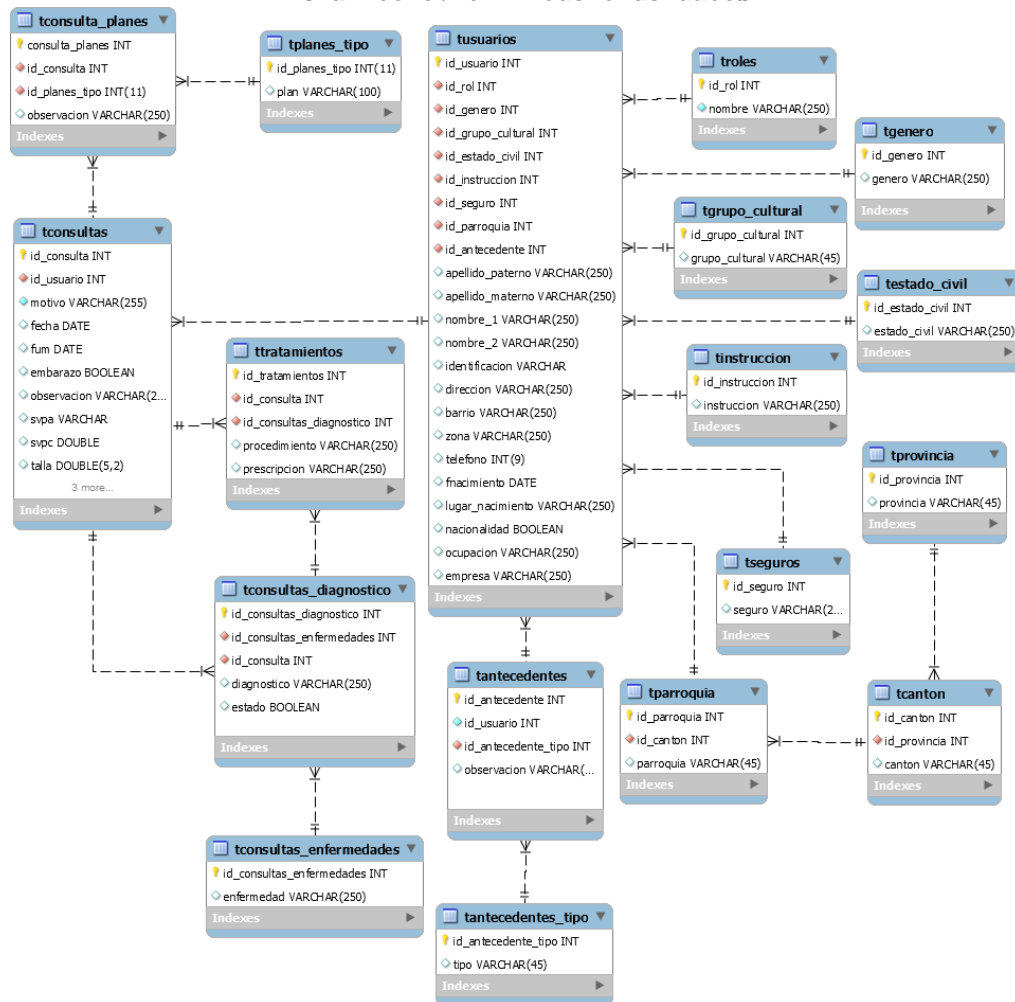 tconsulta_planes
consulta_planes INT
id_consulta INT
id_planes_tipo INT(11)
observacion VARCHAR(250)
Indexes
tplanes_tipo
id_planes_tipo INT(11)
plan VARCHAR(100)
Indexes
tusuarios
id_usuario INT
id_rol INT
id_genero INT
id_grupo_cultural INT
id_estado_civil INT
id_instruccion INT
id_seguro INT
id_parroquia INT
id_antecedente INT
apellido_paterno VARCHAR(250)
apellido_materno VARCHAR(250)
nombre_1 VARCHAR(250)
nombre_2 VARCHAR(250)
identificacion VARCHAR
direccion VARCHAR(250)
barrio VARCHAR(250)
zona VARCHAR(250)
telefono INT(9)
fnacimiento DATE
lugar_nacimiento VARCHAR(250)
nacionalidad BOOLEAN
ocupacion VARCHAR(250)
empresa VARCHAR(250)
Indexes
troles
id_rol INT
nombre VARCHAR(250)
Indexes
tgenero
id_genero INT
genero VARCHAR(250)
Indexes
tgrupo_cultural
id_grupo_cultural INT
grupo_cultural VARCHAR(45)
Indexes
testado_civil
id_estado_civil INT
estado_civil VARCHAR(250)
Indexes
tinstruccion
id_instruccion INT
instruccion VARCHAR(250)
Indexes
tconsultas
id_consulta INT
id_usuario INT
motivo VARCHAR(255)
fecha DATE
fum DATE
embarazo BOOLEAN
observacion VARCHAR(2...
svpa VARCHAR
svpc DOUBLE
talla DOUBLE(5,2)
3 more...
Indexes
ttratamientos
id_tratamientos INT
id_consulta INT
id_consultas_diagnostico INT
procedimiento VARCHAR(250)
prescripcion VARCHAR(250)
Indexes
tprovincia
id_provincia INT
provincia VARCHAR(45)
Indexes
tseguros
id_seguro INT
seguro VARCHAR(2...
Indexes
tconsultas_diagnostico
id_consultas_diagnostico INT
id_consultas_enfermedades INT
id_consulta INT
diagnostico VARCHAR(250)
estado BOOLEAN
Indexes
tantecedentes
id_antecedente INT
id_usuario INT
id_antecedente_tipo INT
observacion VARCHAR(...
Indexes
tparroquia
id_parroquia INT
id_canton INT
parroquia VARCHAR(45)
Indexes
tcanton
id_canton INT
id_provincia INT
canton VARCHAR(45)
Indexes
tconsultas_enfermedades
id_consultas_enfermedades INT
enfermedad VARCHAR(250)
Indexes
tantecedentes_tipo
id_antecedente_tipo INT
tipo VARCHAR(45)
Indexes